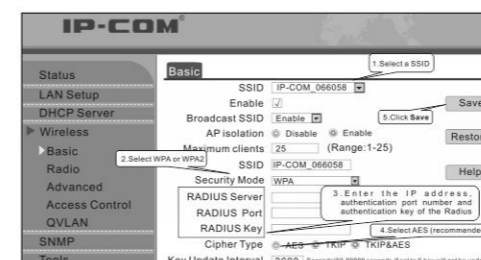 IP-COM®
Status
LAN Setup
DHCP Server
Wireless
Basic
Radio
Advanced
Access Control
QVLAN
SNMP
Tools
Basic
1.Select a SSID
SSID IP-COM_066058
Enable
Save
Broadcast SSID Enable
5.Click Save
AP isolation Disable Enable
Maximum clients 25 (Range:1-25)
2.Select WPA or WPA2
SSID IP-COM_066058
Security Mode WPA
Help
RADIUS Server
RADIUS Port
RADIUS Key
3.Enter the IP address,
authentication port number and
authentication key of the Radius
4.Select AES (recommende
Cipher Type AES TKIP TKIP&AES
Key Update Interval